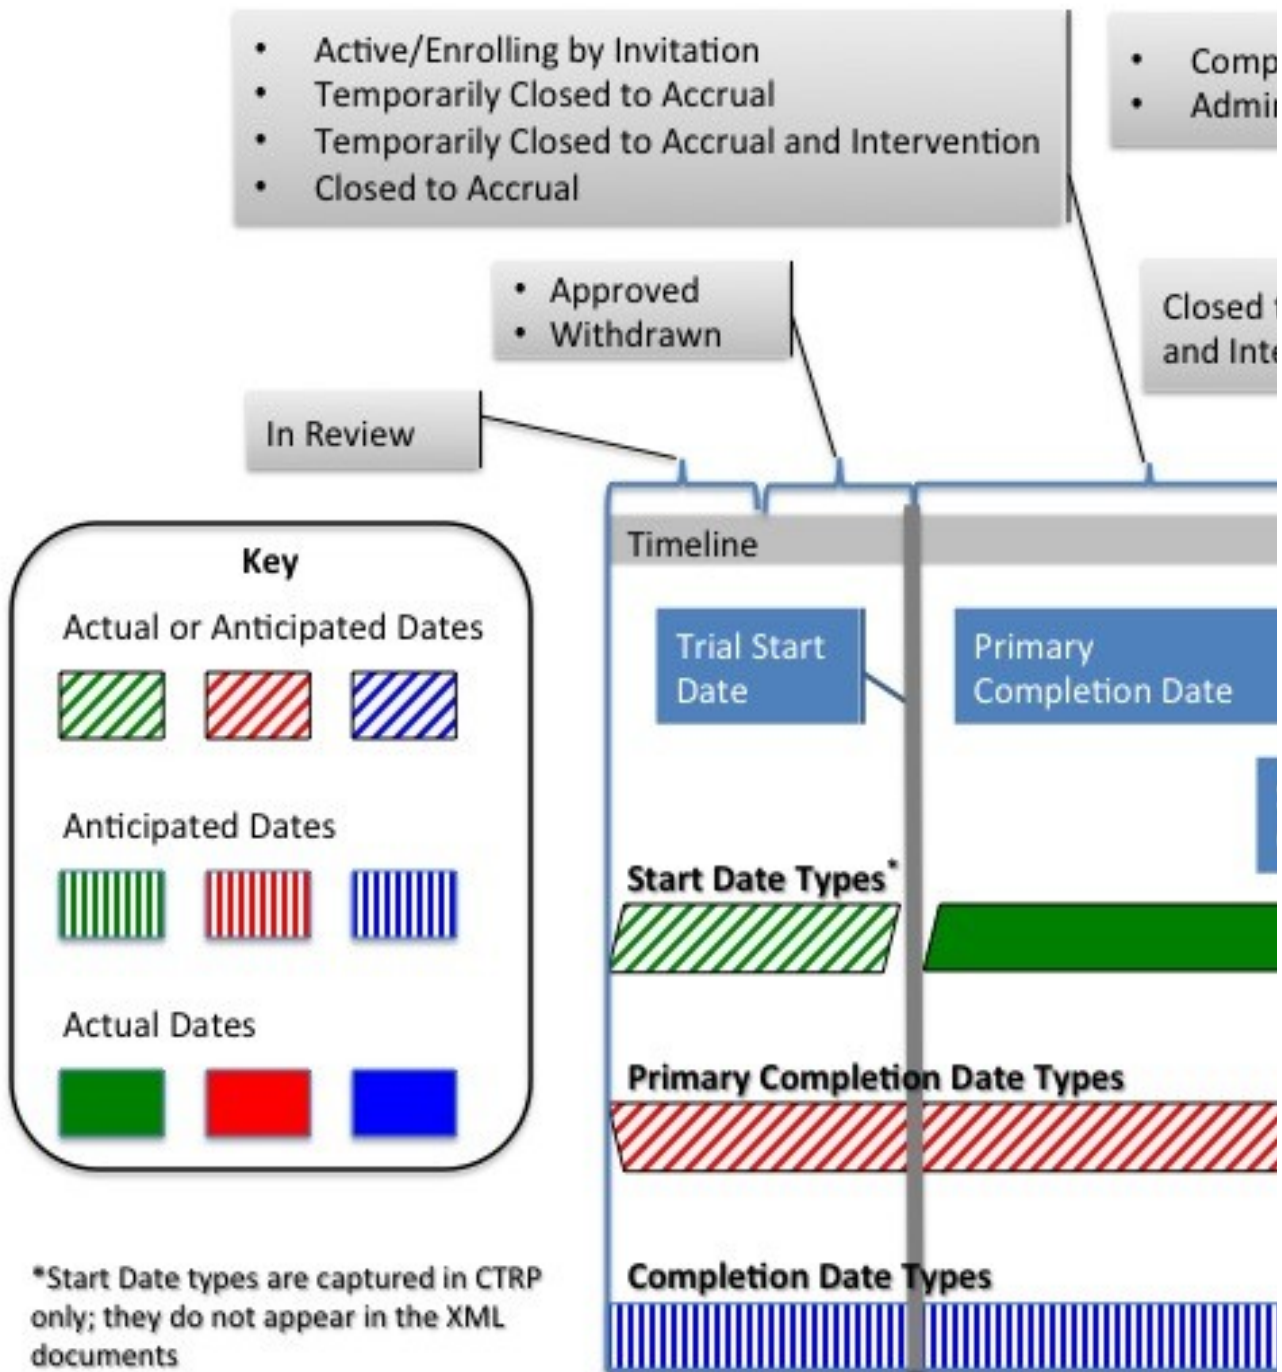 • Active/Enrolling by Invitation
• Temporarily Closed to Accrual
• Temporarily Closed to Accrual and Intervention
• Closed to Accrual
•
•
• Approved
• Withdrawn
Closed
and
In Review
Key
Actual or Anticipated Dates
Anticipated Dates
Actual Dates
Timeline
Trial Start
Date
Primary
Completion Date
Start Date Types*
Primary Completion Date Types
Completion Date Types
*Start Date types are captured in CTRP
only; they do not appear in the XML
documents